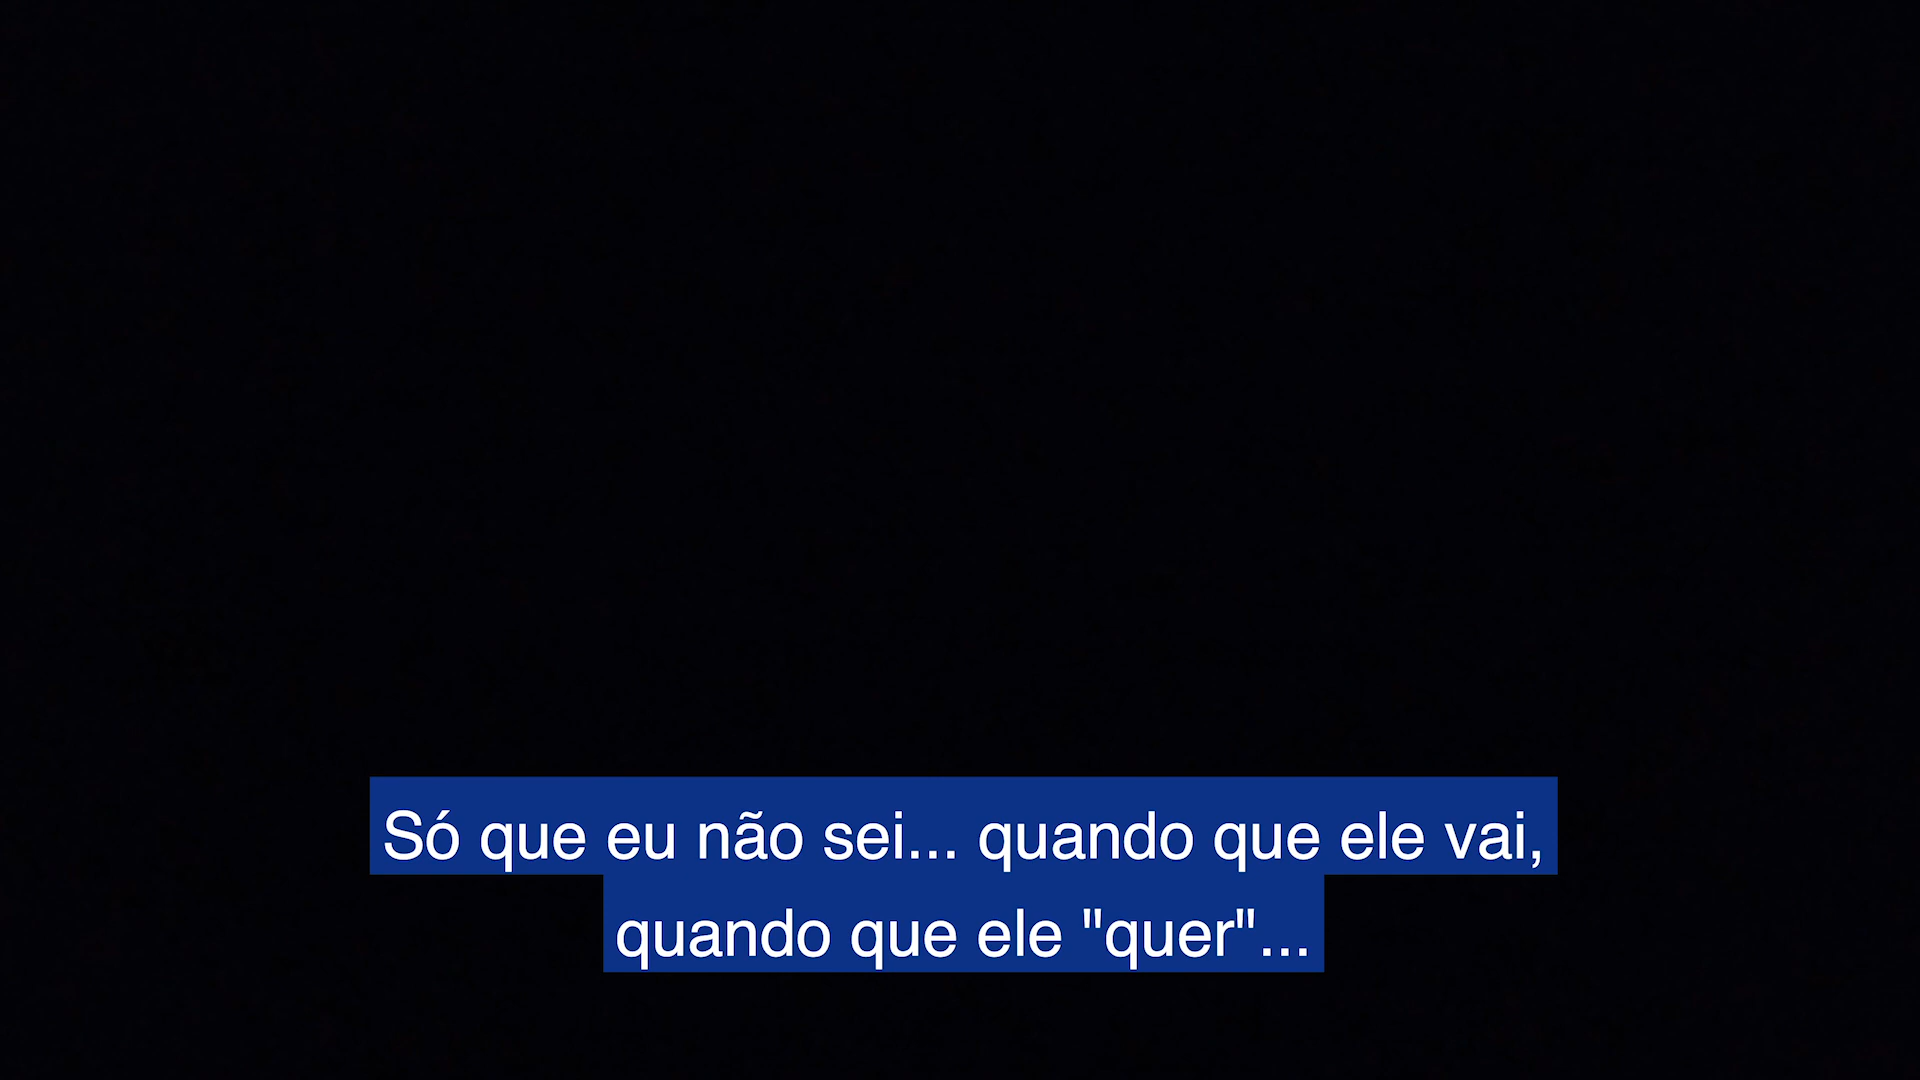 Só que eu não sei... quando que ele vai,
quando que ele "quer"...